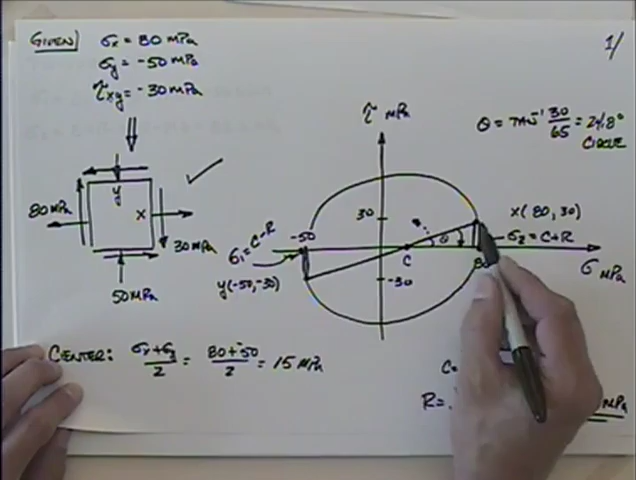 GIVEN)
σx = 80 MPa
σy = -50 MPa
τxy = -30 MPa
1/
τ MPa
θ = TAN⁻¹ 30/65 = 24.8°
CIRCLE
y
x
80 MPa
30 MPa
50 MPa
30
x(80, 30)
-50
σ1 = C-R
θ
σ2 = C+R
C
80
σ MPa
y(-50,-30)
-30
CENTER: σx+σy/2 = 80+-50/2 = 15 MPa
C=
R=
MPa